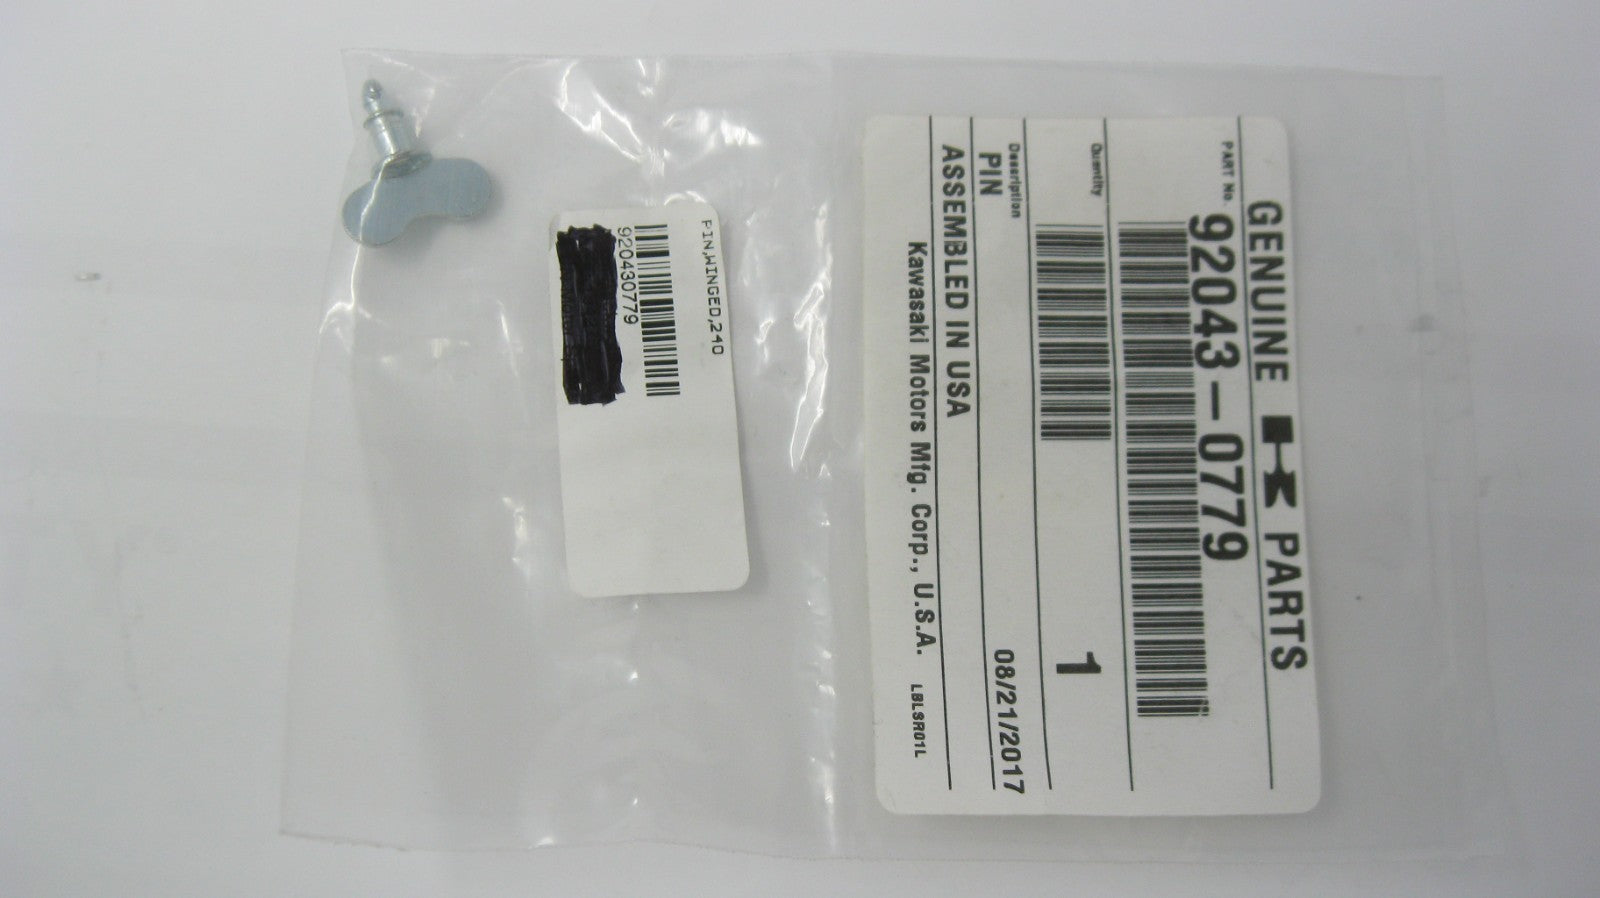 GENUINE PARTS
PART No. 92043-0779
Quantity 1
Description
PIN 08/21/2017
ASSEMBLED IN USA
Kawasaki Motors Mfg. Corp., U.S.A. LBLSR01L
PIN,WINGED,240
920430779